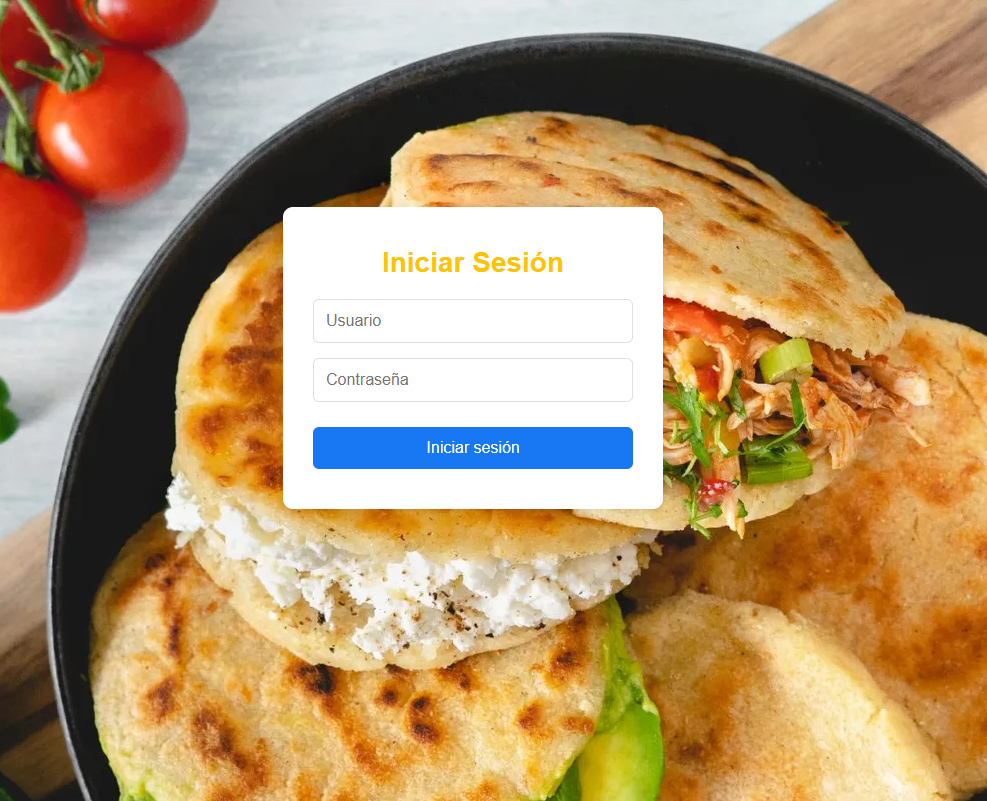 Iniciar Sesión
Usuario
Contraseña
Iniciar sesión